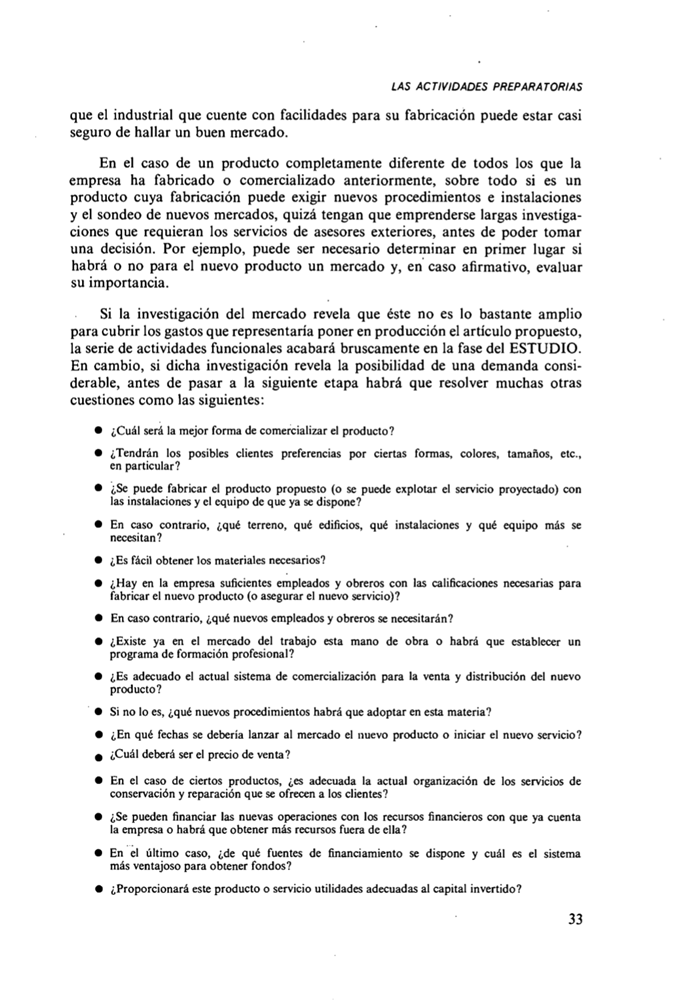 LAS ACTIVIDADES PREPARATORIAS
que el industrial que cuente con facilidades para su fabricación puede estar casi
seguro de hallar un buen mercado.
En el caso de un producto completamente diferente de todos los que la
empresa ha fabricado o comercializado anteriormente, sobre todo si es un
producto cuya fabricación puede exigir nuevos procedimientos e instalaciones
y el sondeo de nuevos mercados, quizá tengan que emprenderse largas investiga-
ciones que requieran los servicios de asesores exteriores, antes de poder tomar
una decisión. Por ejemplo, puede ser necesario determinar en primer lugar si
habrá o no para el nuevo producto un mercado y, en caso afirmativo, evaluar
su importancia.
Si la investigación del mercado revela que éste no es lo bastante amplio
para cubrir los gastos que representaría poner en producción el artículo propuesto,
la serie de actividades funcionales acabará bruscamente en la fase del ESTUDIO.
En cambio, si dicha investigación revela la posibilidad de una demanda consi-
derable, antes de pasar a la siguiente etapa habrá que resolver muchas otras
cuestiones como las siguientes:
● ¿Cuál será la mejor forma de comercializar el producto?
● ¿Tendrán los posibles clientes preferencias por ciertas formas, colores, tamaños, etc.,
en particular?
● ¿Se puede fabricar el producto propuesto (o se puede explotar el servicio proyectado) con
las instalaciones y el equipo de que ya se dispone?
● En caso contrario, ¿qué terreno, qué edificios, qué instalaciones y qué equipo más se
necesitan?
● ¿Es fácil obtener los materiales necesarios?
● ¿Hay en la empresa suficientes empleados y obreros con las calificaciones necesarias para
fabricar el nuevo producto (o asegurar el nuevo servicio)?
● En caso contrario, ¿qué nuevos empleados y obreros se necesitarán?
● ¿Existe ya en el mercado del trabajo esta mano de obra o habrá que establecer un
programa de formación profesional?
● ¿Es adecuado el actual sistema de comercialización para la venta y distribución del nuevo
producto?
● Si no lo es, ¿qué nuevos procedimientos habrá que adoptar en esta materia?
● ¿En qué fechas se debería lanzar al mercado el nuevo producto o iniciar el nuevo servicio?
● ¿Cuál deberá ser el precio de venta?
● En el caso de ciertos productos, ¿es adecuada la actual organización de los servicios de
conservación y reparación que se ofrecen a los clientes?
● ¿Se pueden financiar las nuevas operaciones con los recursos financieros con que ya cuenta
la empresa o habrá que obtener más recursos fuera de ella?
● En el último caso, ¿de qué fuentes de financiamiento se dispone y cuál es el sistema
más ventajoso para obtener fondos?
● ¿Proporcionará este producto o servicio utilidades adecuadas al capital invertido?
33